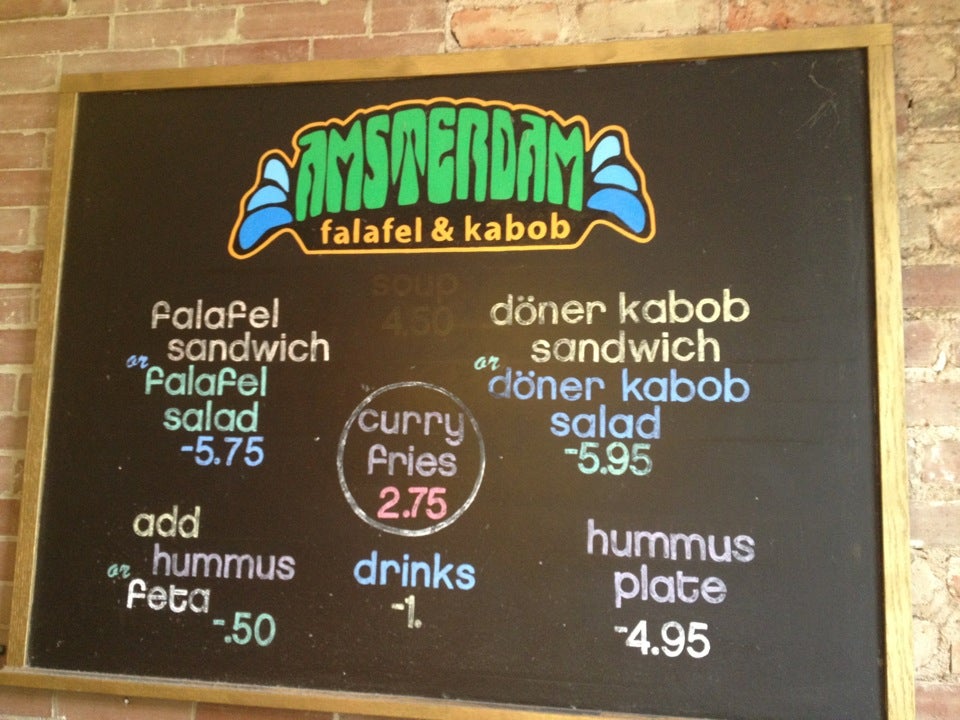 AMSTERDAM
falafel & kabob
soup
4.50
falafel
sandwich
or
falafel
salad
-5.75
döner kabob
sandwich
or
döner kabob
salad
-5.95
curry
fries
2.75
add
hummus
or
feta
-.50
drinks
-1.
hummus
plate
-4.95